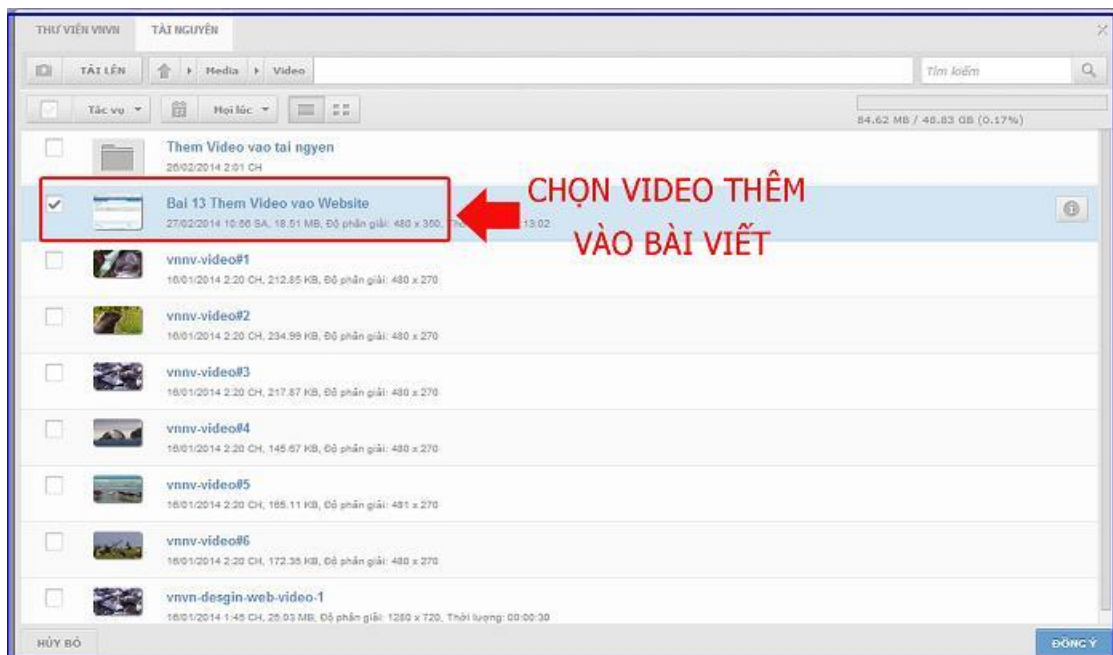 THƯ VIÊN VNVN TÀI NGUYÊN
TẢI LÊN Media Video Tìm kiếm
Tác vụ Mọi lúc
84.62 MB / 48.83 GB (0.17%)
Them Video vao tai ngyen
26/02/2014 2:01 CH
Bai 13 Them Video vao Website
27/02/2014 10:56 SA, 18.51 MB, Độ phân giải: 480 x 360, 13:02
CHỌN VIDEO THÊM
VÀO BÀI VIẾT
vnnv-video#1
16/01/2014 2:20 CH, 212.85 KB, Độ phân giải: 480 x 270
vnnv-video#2
16/01/2014 2:20 CH, 234.99 KB, Độ phân giải: 480 x 270
vnnv-video#3
16/01/2014 2:20 CH, 217.87 KB, Độ phân giải: 480 x 270
vnnv-video#4
16/01/2014 2:20 CH, 145.67 KB, Độ phân giải: 480 x 270
vnnv-video#5
16/01/2014 2:20 CH, 165.11 KB, Độ phân giải: 481 x 270
vnnv-video#6
16/01/2014 2:20 CH, 172.35 KB, Độ phân giải: 480 x 270
vnvn-desgin-web-video-1
16/01/2014 1:45 CH, 25.03 MB, Độ phân giải: 1280 x 720, Thời lượng: 00:00:30
HỦY BỎ ĐỒNG Ý